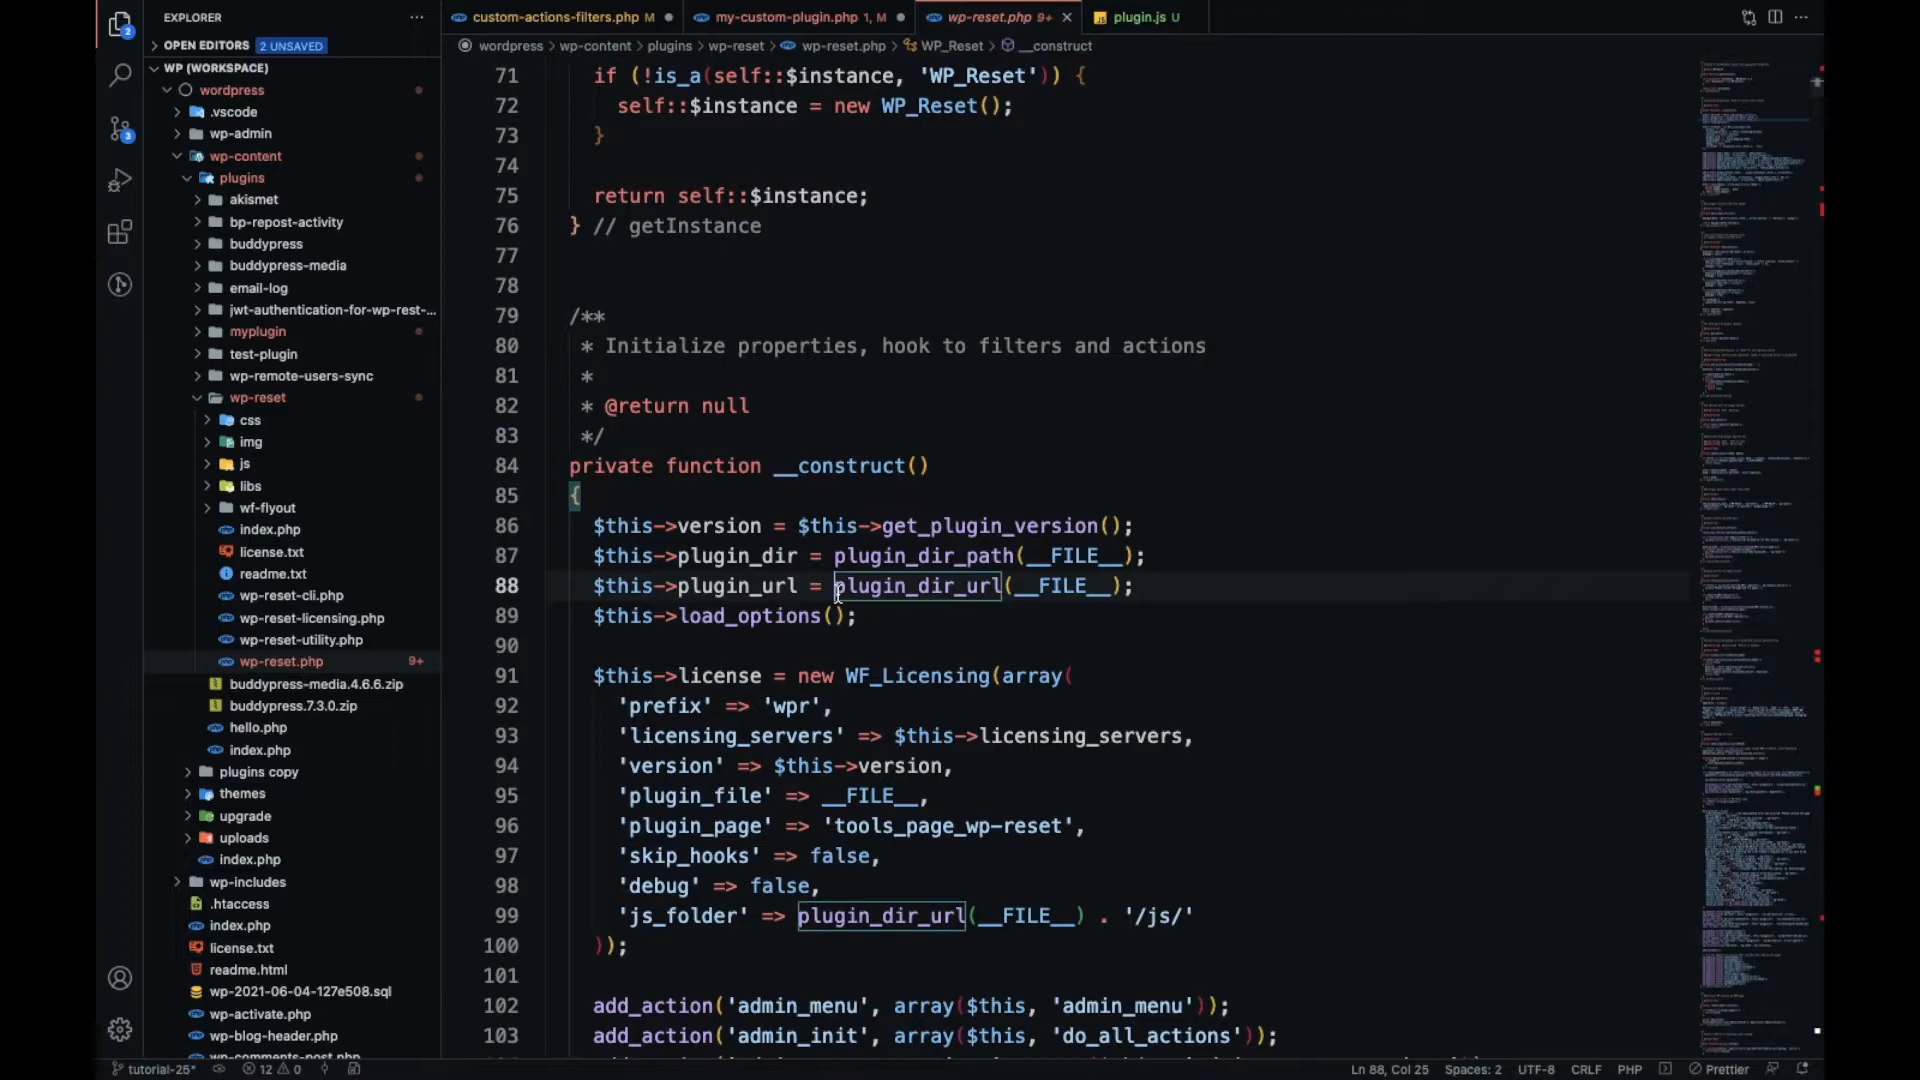 EXPLORER
OPEN EDITORS 2 UNSAVED
WP (WORKSPACE)
wordpress
.vscode
wp-admin
wp-content
plugins
akismet
bp-repost-activity
buddypress
buddypress-media
email-log
jwt-authentication-for-wp-rest-...
myplugin
test-plugin
wp-remote-users-sync
wp-reset
css
img
js
libs
wf-flyout
index.php
license.txt
readme.txt
wp-reset-cli.php
wp-reset-licensing.php
wp-reset-utility.php
wp-reset.php 9+
buddypress-media.4.6.6.zip
buddypress.7.3.0.zip
hello.php
index.php
plugins copy
themes
upgrade
uploads
index.php
wp-includes
.htaccess
index.php
license.txt
readme.html
wp-2021-06-04-127e508.sql
wp-activate.php
wp-blog-header.php
wp-comments-post.php
2
3
custom-actions-filters.php M
my-custom-plugin.php 1, M
wp-reset.php 9+
plugin.js U
wordpress > wp-content > plugins > wp-reset > wp-reset.php > WP_Reset > __construct
71 if (!is_a(self::$instance, 'WP_Reset')) {
72 self::$instance = new WP_Reset();
73 }
74
75 return self::$instance;
76 } // getInstance
77
78
79 /**
80 * Initialize properties, hook to filters and actions
81 *
82 * @return null
83 */
84 private function __construct()
85 {
86 $this->version = $this->get_plugin_version();
87 $this->plugin_dir = plugin_dir_path(__FILE__);
88 $this->plugin_url = plugin_dir_url(__FILE__);
89 $this->load_options();
90
91 $this->license = new WF_Licensing(array(
92 'prefix' => 'wpr',
93 'licensing_servers' => $this->licensing_servers,
94 'version' => $this->version,
95 'plugin_file' => __FILE__,
96 'plugin_page' => 'tools_page_wp-reset',
97 'skip_hooks' => false,
98 'debug' => false,
99 'js_folder' => plugin_dir_url(__FILE__) . '/js/'
100 ));
101
102 add_action('admin_menu', array($this, 'admin_menu'));
103 add_action('admin_init', array($this, 'do_all_actions'));
tutorial-25* 12 0
Ln 88, Col 25 Spaces: 2 UTF-8 CRLF PHP Prettier